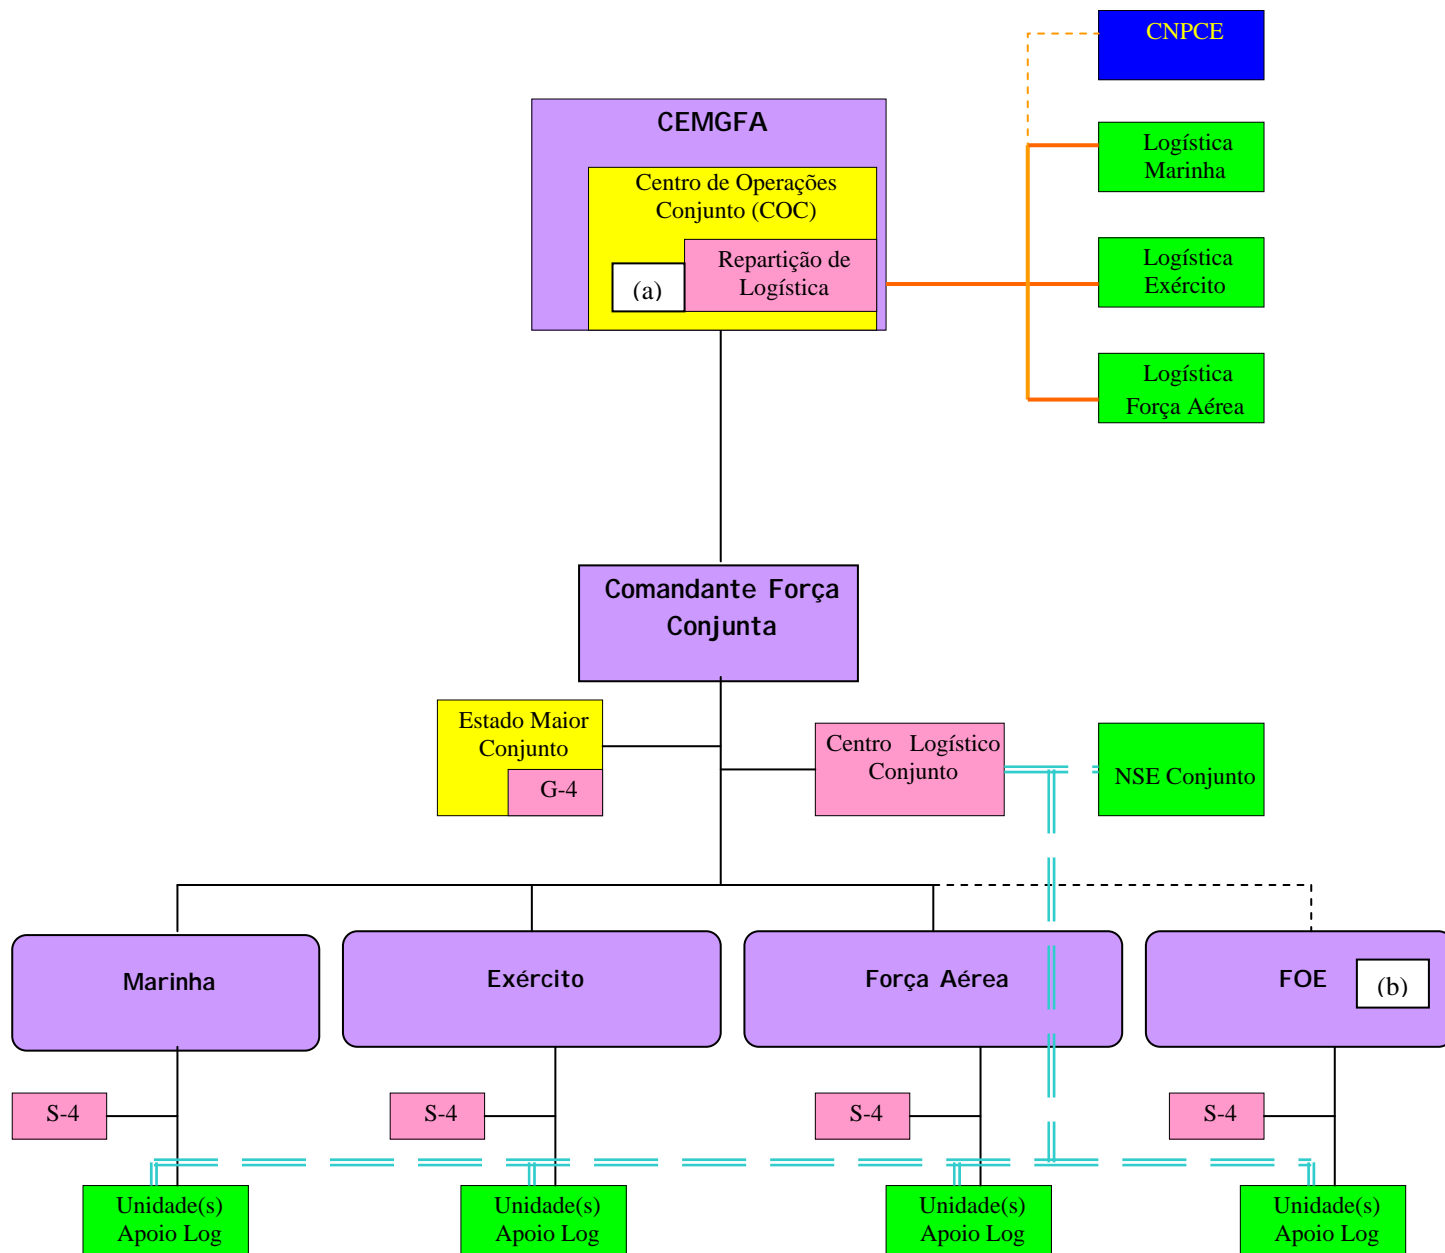 CNPCE
CEMGFA
Logística
Marinha
Centro de Operações
Conjunto (COC)
Repartição de
Logística
(a)
Logística
Exército
Logística
Força Aérea
Comandante Força
Conjunta
Estado Maior
Conjunto
G-4
Centro Logístico
Conjunto
NSE Conjunto
Marinha
Exército
Força Aérea
FOE
(b)
S-4
S-4
S-4
S-4
Unidade(s)
Apoio Log
Unidade(s)
Apoio Log
Unidade(s)
Apoio Log
Unidade(s)
Apoio Log